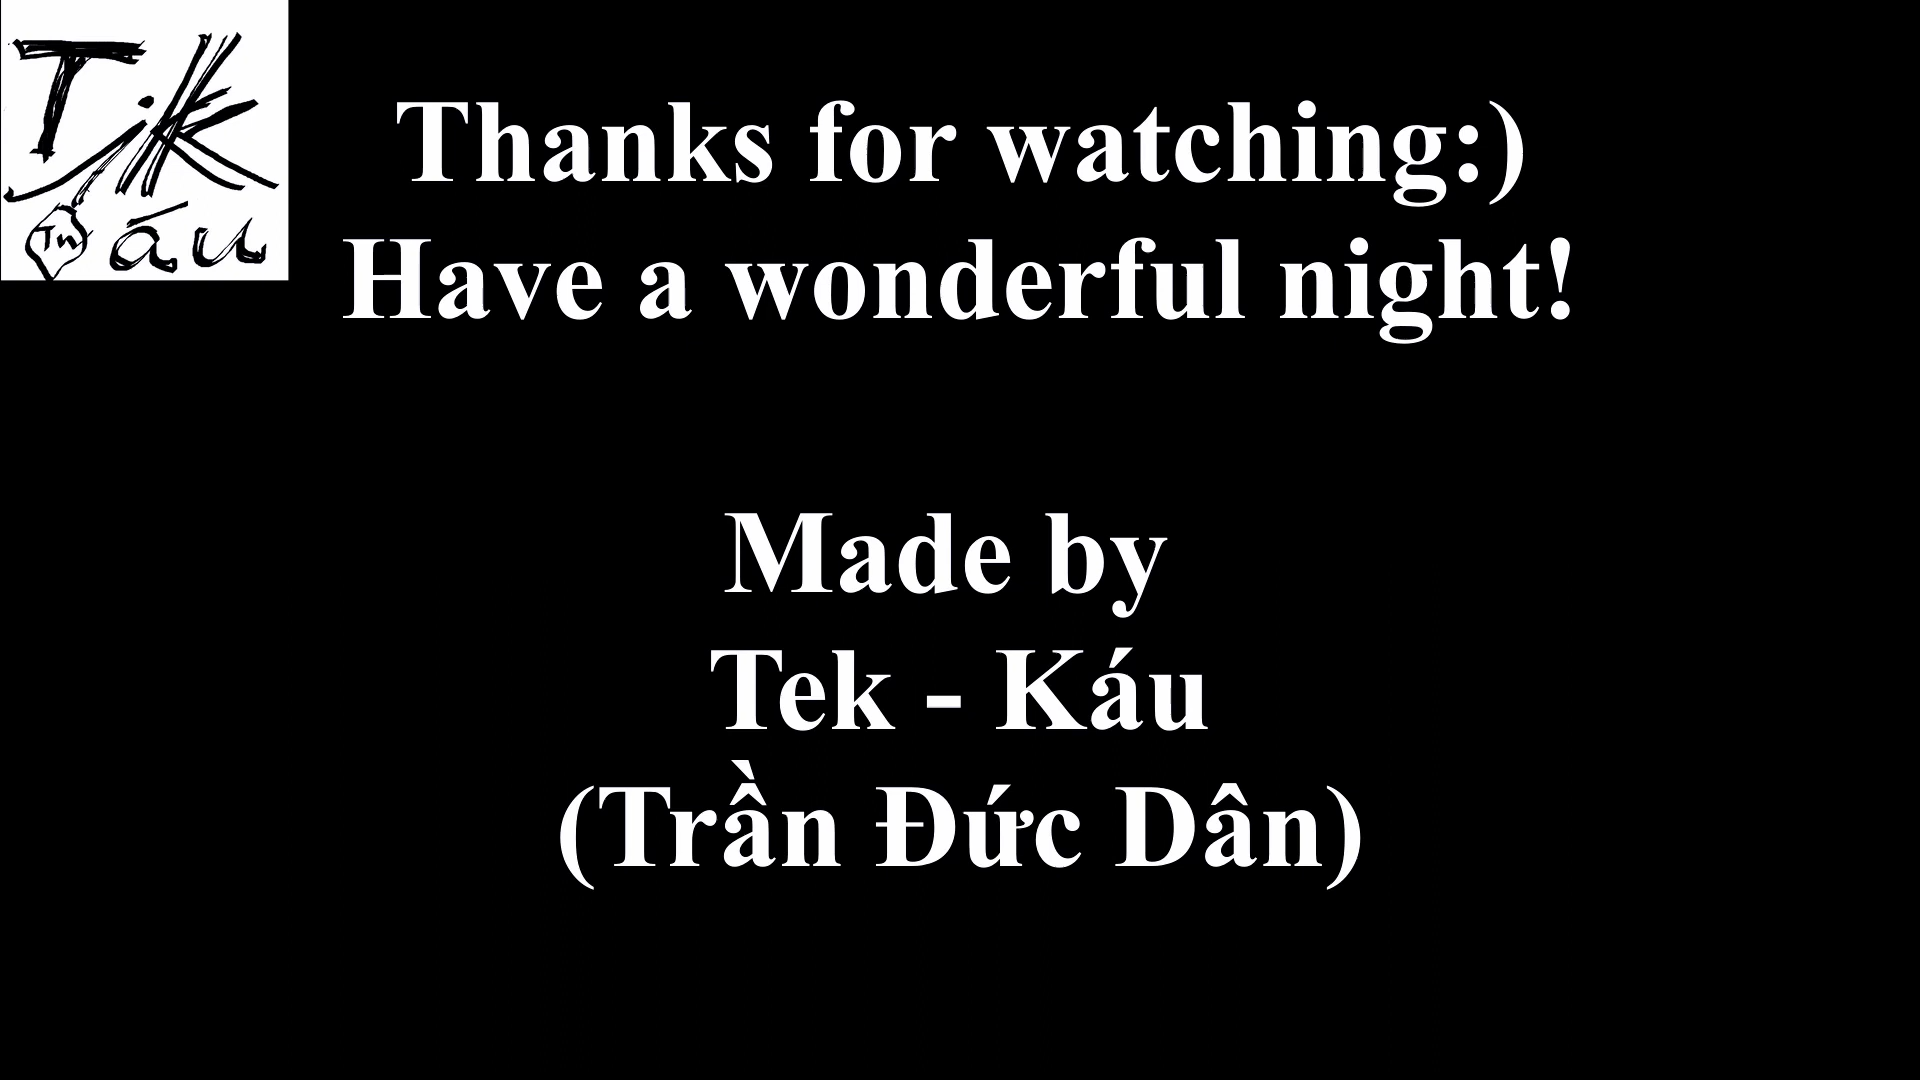 Thanks for watching:)
Have a wonderful night!
Made by
Tek - Káu
(Trần Đức Dân)